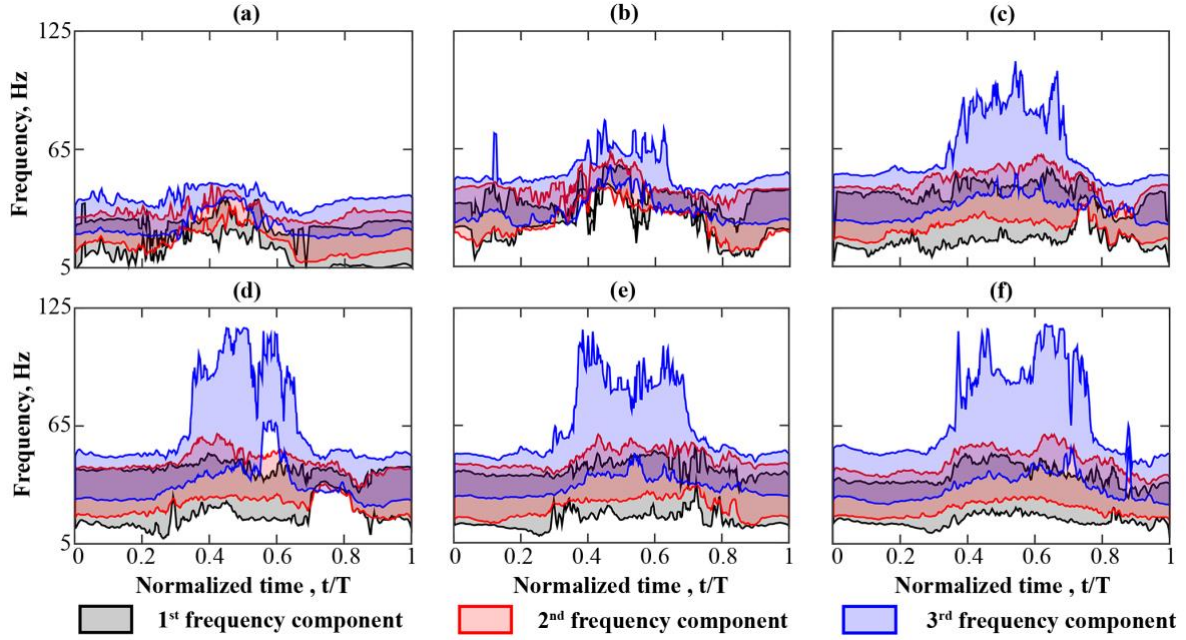 (a) (b) (c)
125
65
5
Frequency, Hz
(d) (e) (f)
125
65
5
Frequency, Hz
0 0.2 0.4 0.6 0.8 1 0 0.2 0.4 0.6 0.8 1 0 0.2 0.4 0.6 0.8 1
Normalized time , t/T Normalized time , t/T Normalized time , t/T
1st frequency component 2nd frequency component 3rd frequency component